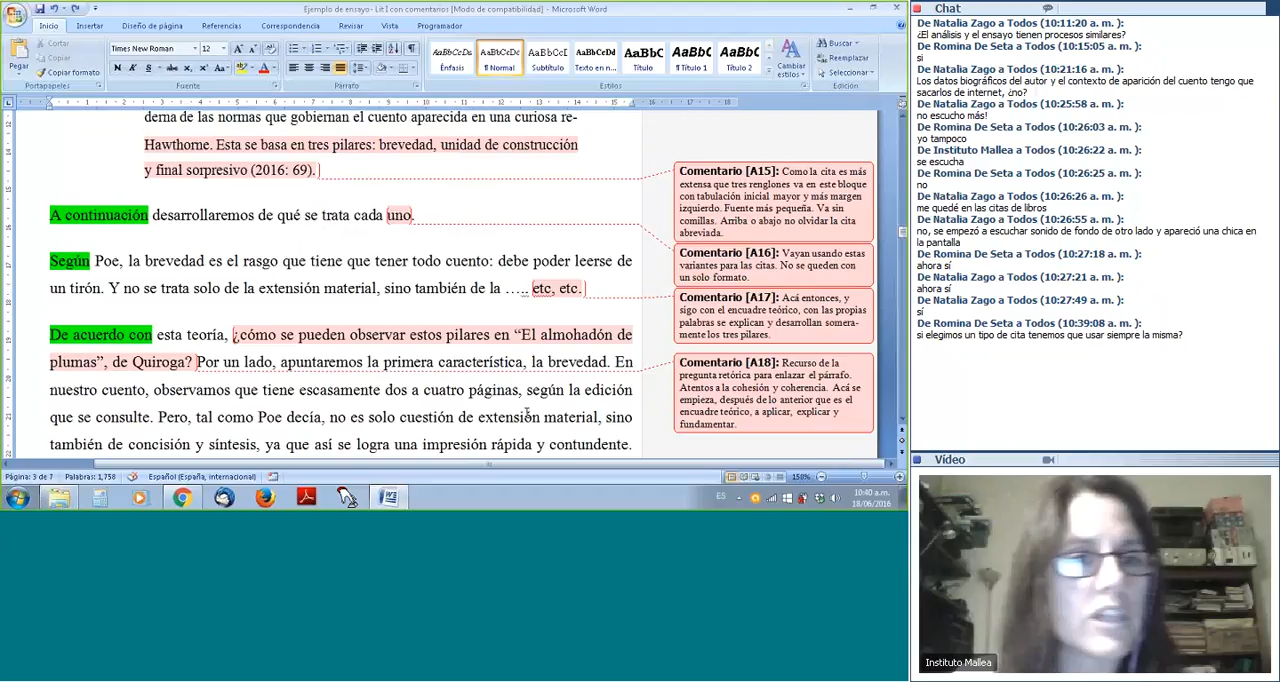 Ejemplo de ensayo- Lit I con comentarios [Modo de compatibilidad] - Microsoft Word
Inicio Insertar Diseño de página Referencias Correspondencia Revisar Vista Programador
Cortar
Copiar
Pegar Copiar formato
Portapapeles
Times New Roman 12
Fuente
Párrafo
AaBbCcDc AaBbCcDc AaBbCcI AaBbCcDd AaBbC AaBbC AaBbC
Énfasis ¶ Normal Subtítulo Texto en n... Título ¶ Título 1 Título 2
Cambiar estilos
Estilos
Buscar
Reemplazar
Seleccionar
Edición
derna de las normas que gobiernan el cuento aparecida en una curiosa re-
Hawthorne. Esta se basa en tres pilares: brevedad, unidad de construcción
y final sorpresivo (2016: 69).
A continuación desarrollaremos de qué se trata cada uno.
Según Poe, la brevedad es el rasgo que tiene que tener todo cuento: debe poder leerse de
un tirón. Y no se trata solo de la extensión material, sino también de la ….. etc, etc.
De acuerdo con esta teoría, ¿cómo se pueden observar estos pilares en “El almohadón de
plumas”, de Quiroga? Por un lado, apuntaremos la primera característica, la brevedad. En
nuestro cuento, observamos que tiene escasamente dos a cuatro páginas, según la edición
que se consulte. Pero, tal como Poe decía, no es solo cuestión de extensión material, sino
también de concisión y síntesis, ya que así se logra una impresión rápida y contundente.
Comentario [A15]: Como la cita es más
extensa que tres renglones va en este bloque
con tabulación inicial mayor y más margen
izquierdo. Fuente más pequeña. Va sin
comillas. Arriba o abajo no olvidar la cita
abreviada.
Comentario [A16]: Vayan usando estas
variantes para las citas. No se queden con
un solo formato.
Comentario [A17]: Acá entonces, y
sigo con el encuadre teórico, con las propias
palabras se explican y desarrollan somera-
mente los tres pilares.
Comentario [A18]: Recurso de la
pregunta retórica para enlazar el párrafo.
Atentos a la cohesión y coherencia. Acá se
empieza, después de lo anterior que es el
encuadre teórico, a aplicar, explicar y
fundamentar.
Página: 3 de 7 Palabras: 1,758 Español (España, internacional) 150%
ES 10:40 a.m.
18/06/2016
Chat
De Natalia Zago a Todos (10:11:20 a. m. ):
¿El análisis y el ensayo tienen procesos similares?
De Romina De Seta a Todos (10:15:05 a. m. ):
si
De Natalia Zago a Todos (10:21:16 a. m. ):
Los datos biográficos del autor y el contexto de aparición del cuento tengo que
sacarlos de internet, ¿no?
De Natalia Zago a Todos (10:25:58 a. m. ):
no escucho más!
De Romina De Seta a Todos (10:26:03 a. m. ):
yo tampoco
De Instituto Mallea a Todos (10:26:22 a. m. ):
se escucha
De Romina De Seta a Todos (10:26:25 a. m. ):
no
De Natalia Zago a Todos (10:26:26 a. m. ):
me quedé en las citas de libros
De Natalia Zago a Todos (10:26:55 a. m. ):
no, se empezó a escuchar sonido de fondo de otro lado y apareció una chica en
la pantalla
De Romina De Seta a Todos (10:27:18 a. m. ):
ahora sí
De Natalia Zago a Todos (10:27:21 a. m. ):
ahora sí
De Natalia Zago a Todos (10:27:49 a. m. ):
sí
De Romina De Seta a Todos (10:39:08 a. m. ):
si elegimos un tipo de cita tenemos que usar siempre la misma?
Vídeo
Instituto Mallea